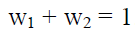 w₁ + w₂ = 1